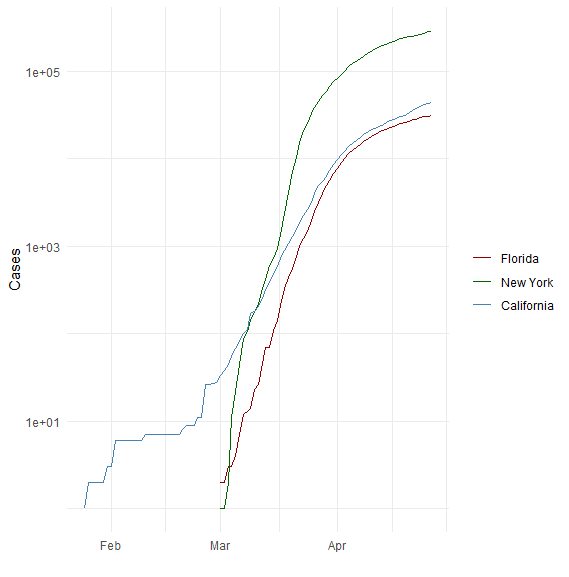 1e+05
1e+03
1e+01
Cases
Feb
Mar
Apr
Florida
New York
California